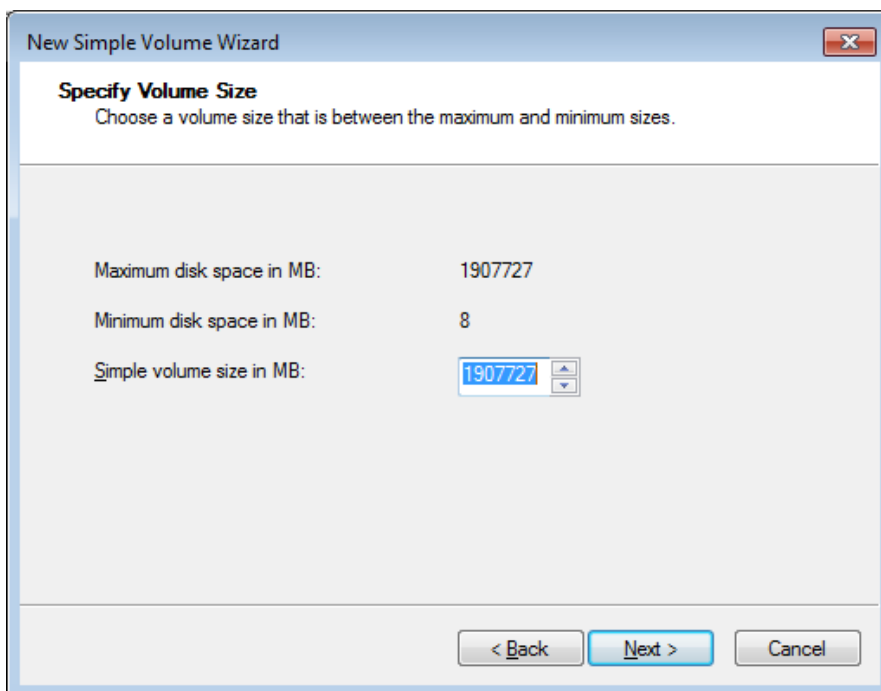 New Simple Volume Wizard
Specify Volume Size
Choose a volume size that is between the maximum and minimum sizes.
Maximum disk space in MB: 1907727
Minimum disk space in MB: 8
Simple volume size in MB: 1907727
< Back Next > Cancel